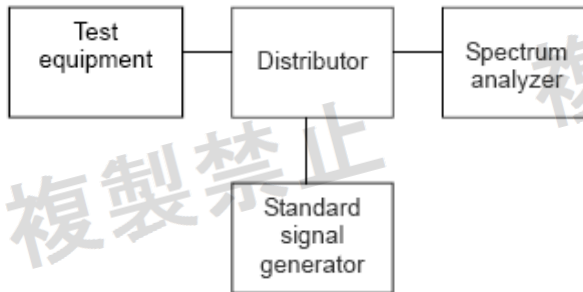 Test
equipment
Distributor
Spectrum
analyzer
Standard
signal
generator
複製禁止
複